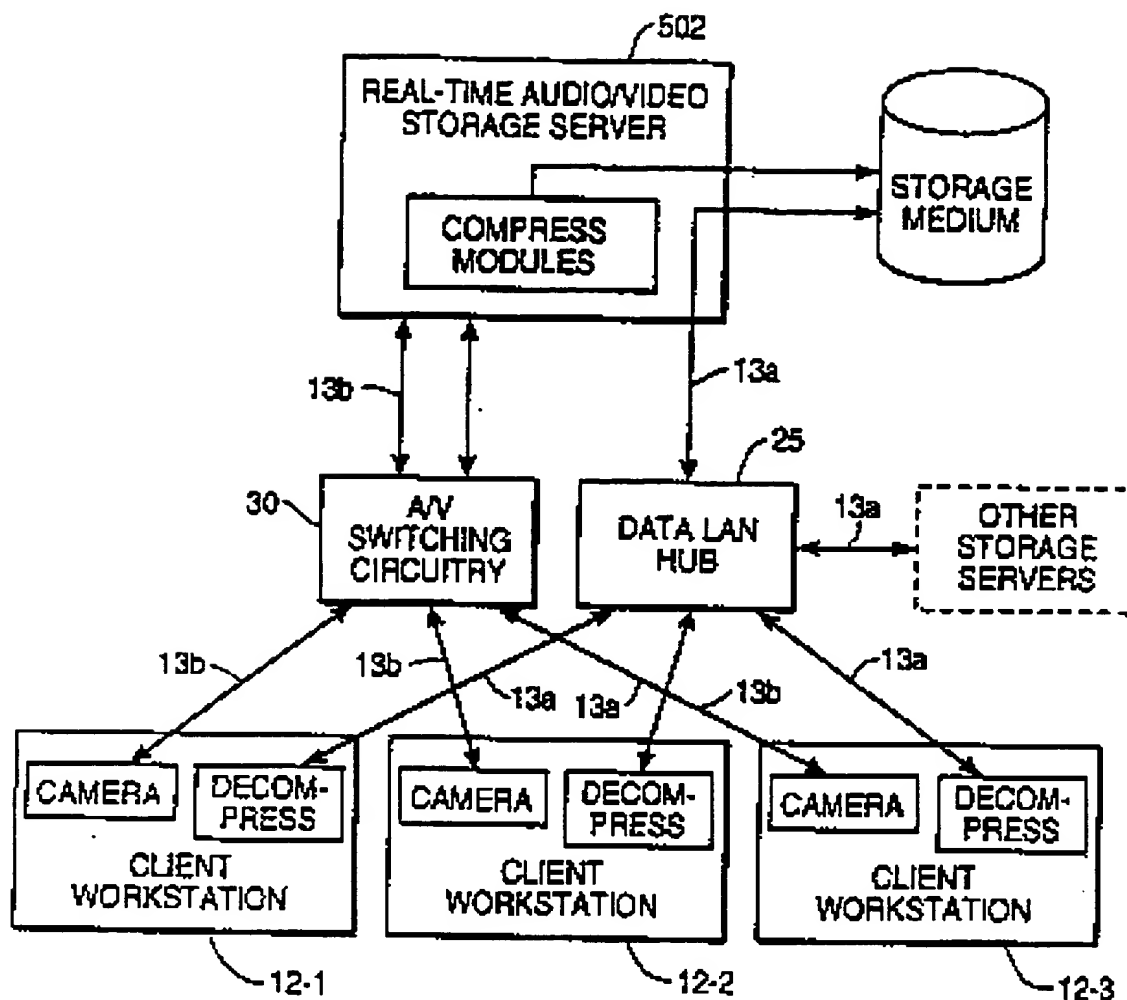 502
REAL-TIME AUDIO/VIDEO
STORAGE SERVER
COMPRESS
MODULES
STORAGE
MEDIUM
13b
13a
25
30
A/V
SWITCHING
CIRCUITRY
DATA LAN
HUB
13a
OTHER
STORAGE
SERVERS
13b
13b
13a
13a
13b
13a
CAMERA
DECOM-
PRESS
CLIENT
WORKSTATION
CAMERA
DECOM-
PRESS
CLIENT
WORKSTATION
CAMERA
DECOM-
PRESS
CLIENT
WORKSTATION
12-1
12-2
12-3